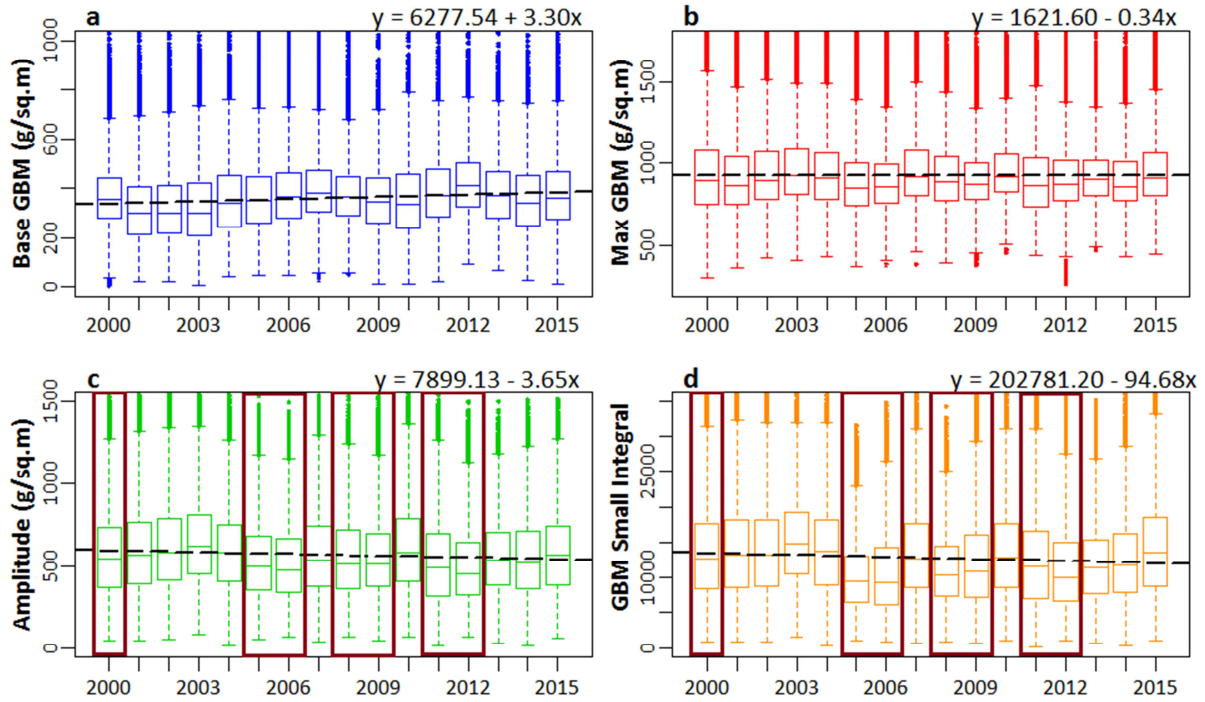 a
y = 6277.54 + 3.30x
Base GBM (g/sq.m)
0 200 600 1000
2000 2003 2006 2009 2012 2015
b
y = 1621.60 - 0.34x
Max GBM (g/sq.m)
500 1000 1500
2000 2003 2006 2009 2012 2015
c
y = 7899.13 - 3.65x
Amplitude (g/sq.m)
0 500 1000 1500
2000 2003 2006 2009 2012 2015
d
y = 202781.20 - 94.68x
GBM Small Integral
0 10000 25000
2000 2003 2006 2009 2012 2015